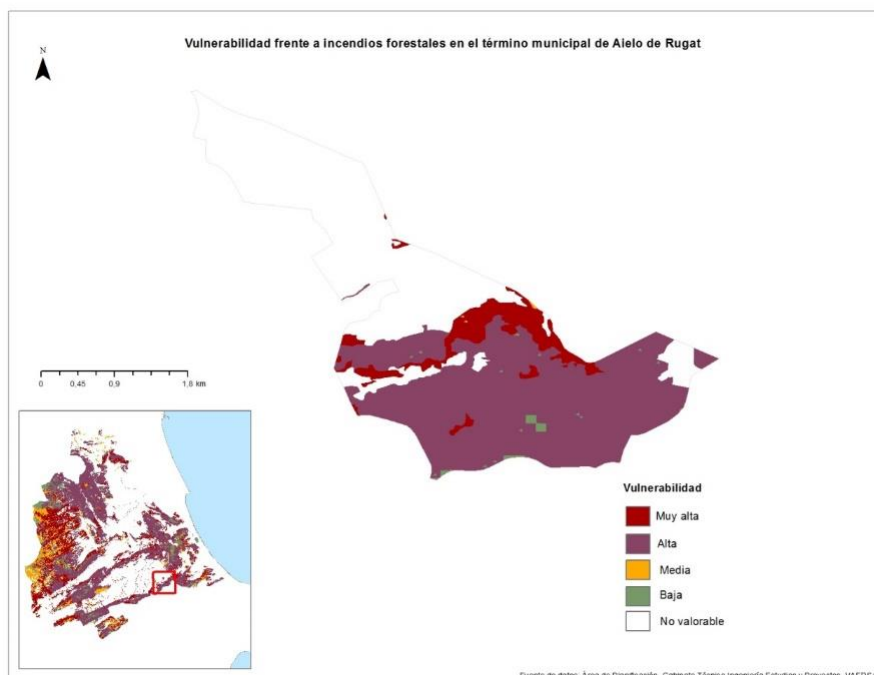 Vulnerabilidad frente a incendios forestales en el término municipal de Aielo de Rugat
N
0 0,45 0,9 1,8 km
Vulnerabilidad
Muy alta
Alta
Media
Baja
No valorable